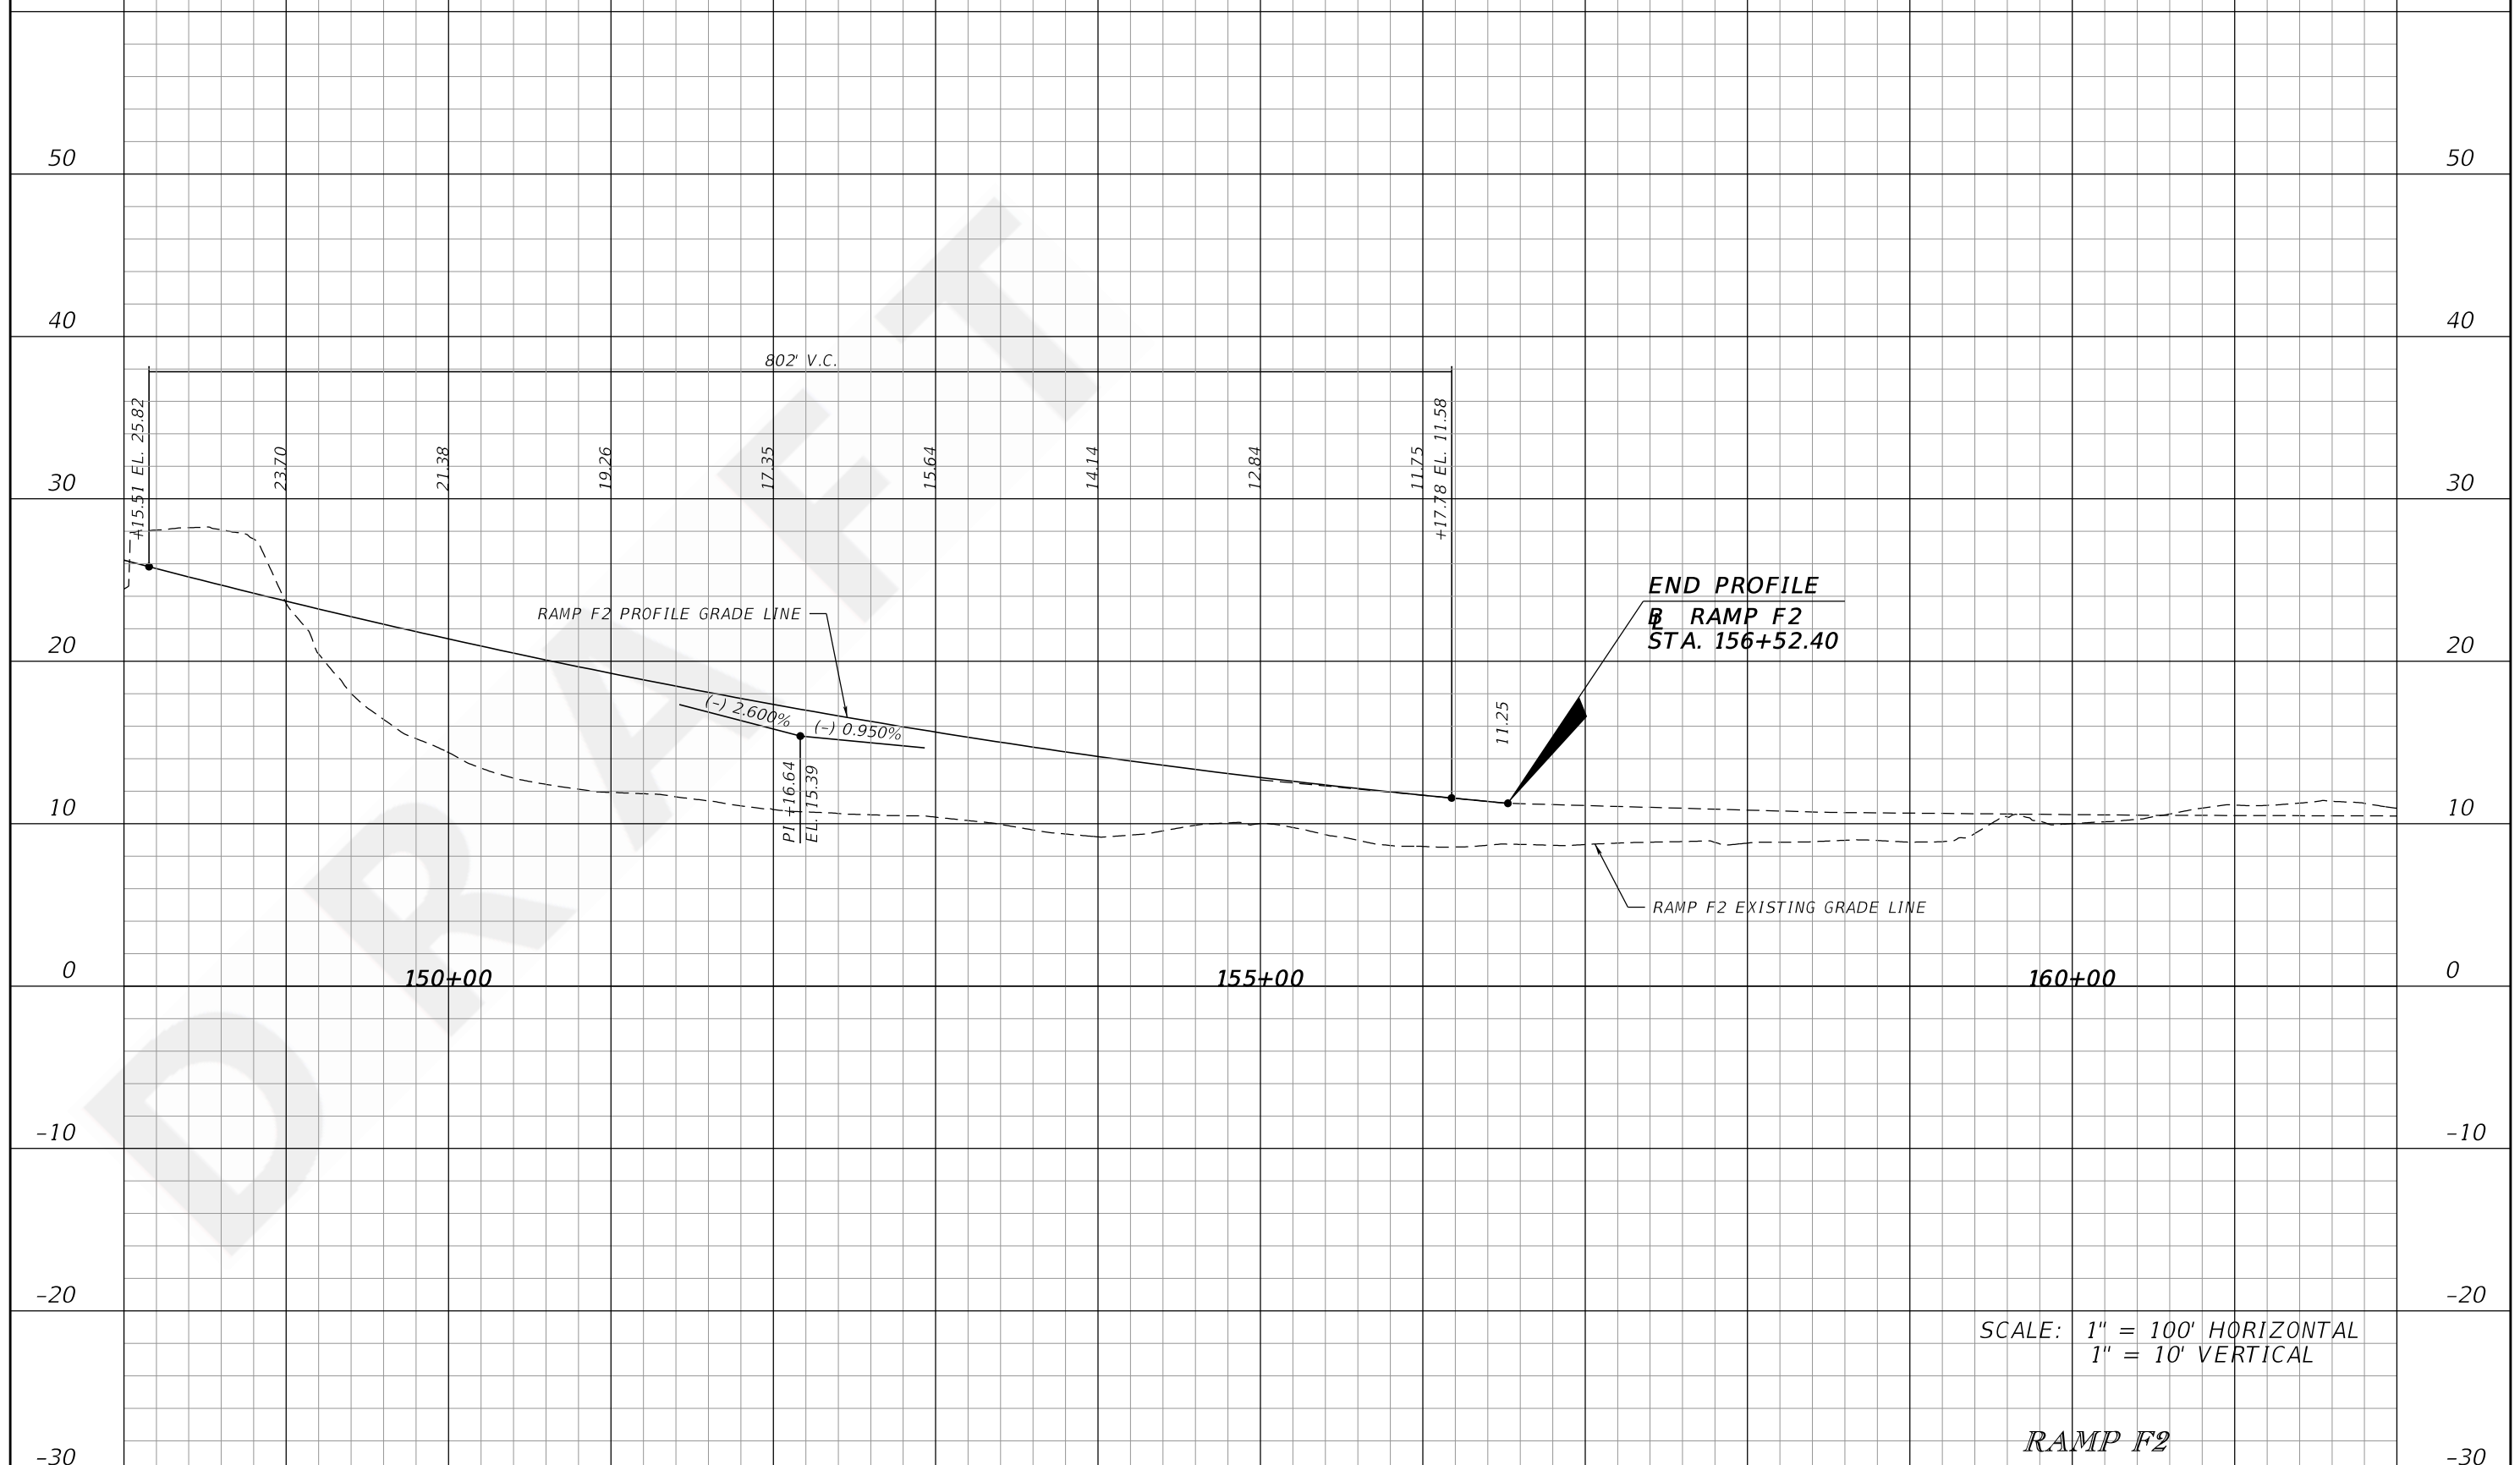 50 50
40 40
802' V.C.
+15.51 EL. 25.82
23.70
21.38
19.26
17.35
15.64
14.14
12.84
11.75
+17.78 EL. 11.58
30 30
END PROFILE
BL RAMP F2
STA. 156+52.40
RAMP F2 PROFILE GRADE LINE
20 20
(-) 2.600%
(-) 0.950%
11.25
PI +16.64
EL. 15.39
10 10
RAMP F2 EXISTING GRADE LINE
0 0
150+00 155+00 160+00
-10 -10
-20 -20
SCALE: 1" = 100' HORIZONTAL
1" = 10' VERTICAL
RAMP F2
-30 -30
DRAFT